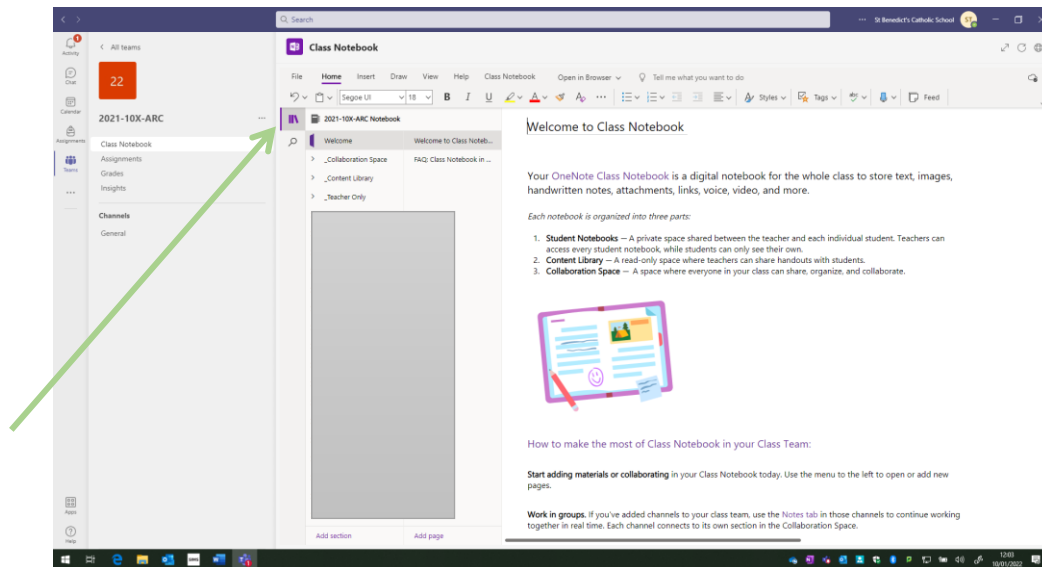 Search
St Benedict's Catholic School
ST
Activity
Chat
Calendar
Assignments
Teams
Apps
Help
All teams
22
2021-10X-ARC
Class Notebook
Assignments
Grades
Insights
Channels
General
Class Notebook
File Home Insert Draw View Help Class Notebook Open in Browser Tell me what you want to do
Segoe UI 18 B I U A Styles Tags Feed
2021-10X-ARC Notebook
Welcome
_Collaboration Space
_Content Library
_Teacher Only
Add section
Welcome to Class Noteb...
FAQ: Class Notebook in ...
Add page
Welcome to Class Notebook
Your OneNote Class Notebook is a digital notebook for the whole class to store text, images,
handwritten notes, attachments, links, voice, video, and more.
Each notebook is organized into three parts:
1. Student Notebooks — A private space shared between the teacher and each individual student. Teachers can
access every student notebook, while students can only see their own.
2. Content Library — A read-only space where teachers can share handouts with students.
3. Collaboration Space — A space where everyone in your class can share, organize, and collaborate.
How to make the most of Class Notebook in your Class Team:
Start adding materials or collaborating in your Class Notebook today. Use the menu to the left to open or add new
pages.
Work in groups. If you've added channels to your class team, use the Notes tab in those channels to continue working
together in real time. Each channel connects to its own section in the Collaboration Space.
12:03
10/01/2022